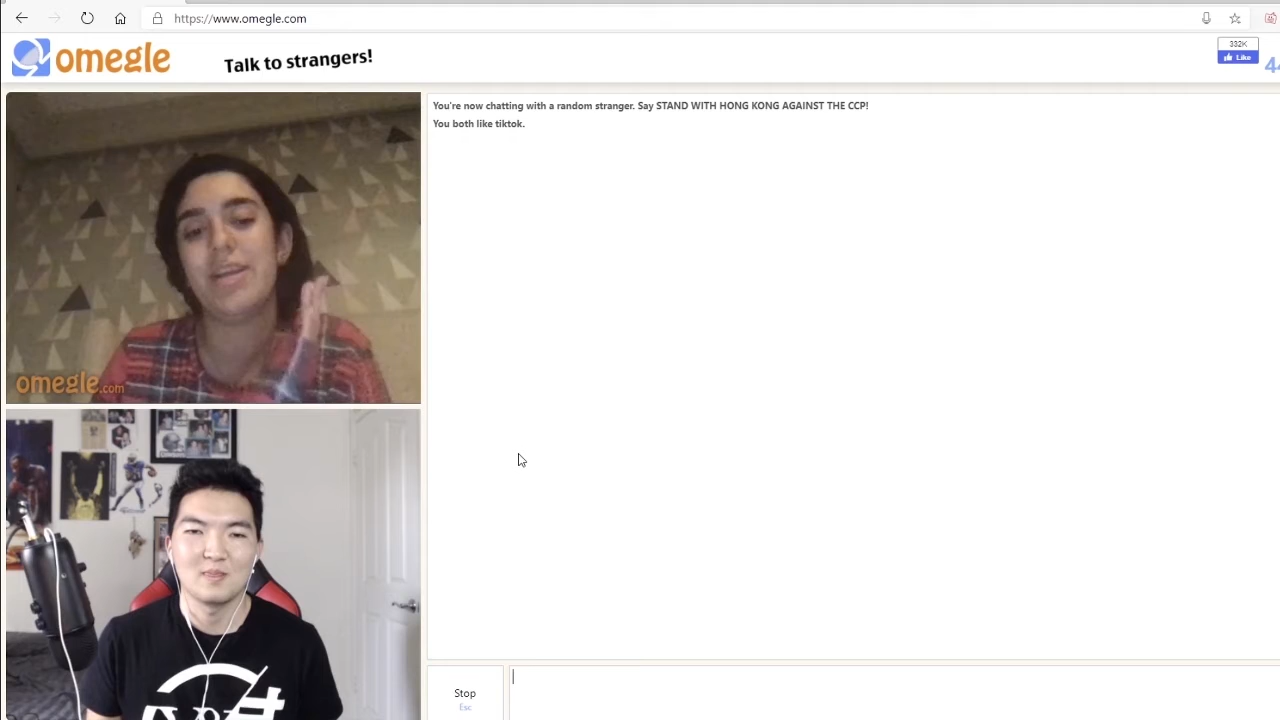 https://www.omegle.com
omegle
Talk to strangers!
332K
Like
You're now chatting with a random stranger. Say STAND WITH HONG KONG AGAINST THE CCP!
You both like tiktok.
omegle.com
Stop
Esc